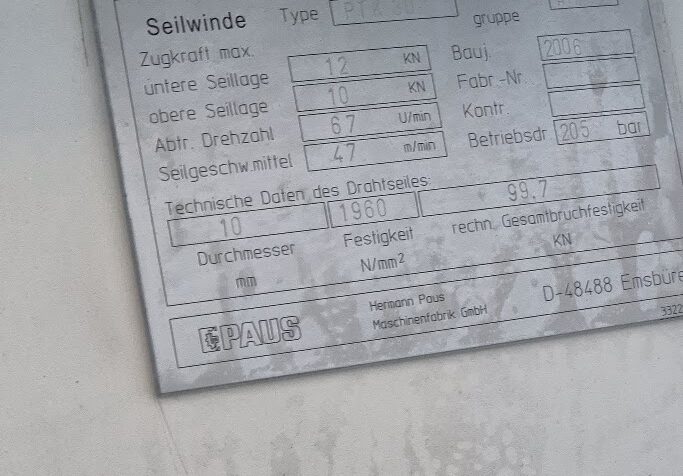 Seilwinde Type gruppe
Zugkraft max.
untere Seillage 12 KN Bauj. 2006
obere Seillage 10 KN Fabr.-Nr.
Abtr. Drehzahl 67 U/min Kontr.
Seilgeschw.mittel 47 m/min Betriebsdr 205 bar
Technische Daten des Drahtseiles:
10 1960 99,7
Durchmesser Festigkeit rechn. Gesamtbruchfestigkeit
mm N/mm² KN
PAUS Hermann Paus D-48488 Emsbüre
Maschinenfabrik GmbH 3322